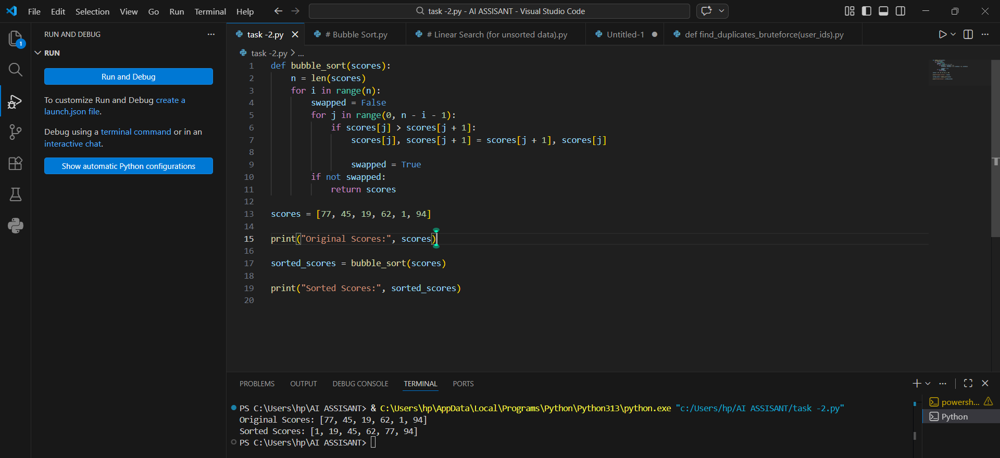 File Edit Selection View Go Run Terminal Help
task -2.py - AI ASSISANT - Visual Studio Code
1
RUN AND DEBUG
RUN
Run and Debug
To customize Run and Debug create a
launch.json file.
Debug using a terminal command or in an
interactive chat.
Show automatic Python configurations
task -2.py
# Bubble Sort.py
# Linear Search (for unsorted data).py
Untitled-1
def find_duplicates_bruteforce(user_ids).py
task -2.py > ...
1 def bubble_sort(scores):
2 n = len(scores)
3 for i in range(n):
4 swapped = False
5 for j in range(0, n - i - 1):
6 if scores[j] > scores[j + 1]:
7 scores[j], scores[j + 1] = scores[j + 1], scores[j]
8
9 swapped = True
10 if not swapped:
11 return scores
12
13 scores = [77, 45, 19, 62, 1, 94]
14
15 print("Original Scores:", scores)
16
17 sorted_scores = bubble_sort(scores)
18
19 print("Sorted Scores:", sorted_scores)
20
PROBLEMS OUTPUT DEBUG CONSOLE TERMINAL PORTS
PS C:\Users\hp\AI ASSISANT> & C:\Users\hp\AppData\Local\Programs\Python\Python313\python.exe "c:/Users/hp/AI ASSISANT/task -2.py"
Original Scores: [77, 45, 19, 62, 1, 94]
Sorted Scores: [1, 19, 45, 62, 77, 94]
PS C:\Users\hp\AI ASSISANT>
powersh...
Python